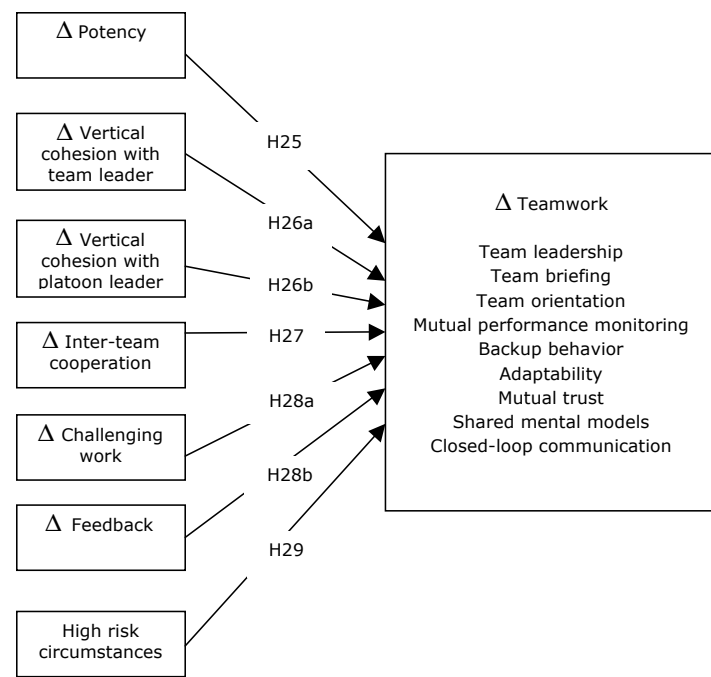 Δ Potency
Δ Vertical
cohesion with
team leader
Δ Vertical
cohesion with
platoon leader
Δ Inter-team
cooperation
Δ Challenging
work
Δ Feedback
High risk
circumstances
H25
H26a
H26b
H27
H28a
H28b
H29
Δ Teamwork
Team leadership
Team briefing
Team orientation
Mutual performance monitoring
Backup behavior
Adaptability
Mutual trust
Shared mental models
Closed-loop communication